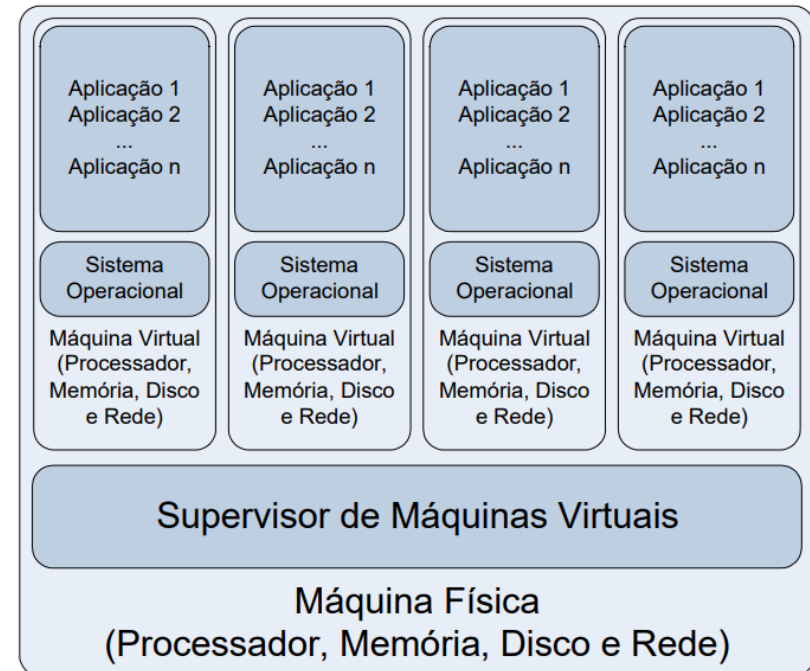 Aplicação 1
Aplicação 2
...
Aplicação n
Sistema
Operacional
Máquina Virtual
(Processador,
Memória, Disco
e Rede)
Aplicação 1
Aplicação 2
...
Aplicação n
Sistema
Operacional
Máquina Virtual
(Processador,
Memória, Disco
e Rede)
Aplicação 1
Aplicação 2
...
Aplicação n
Sistema
Operacional
Máquina Virtual
(Processador,
Memória, Disco
e Rede)
Aplicação 1
Aplicação 2
...
Aplicação n
Sistema
Operacional
Máquina Virtual
(Processador,
Memória, Disco
e Rede)
Supervisor de Máquinas Virtuais
Máquina Física
(Processador, Memória, Disco e Rede)